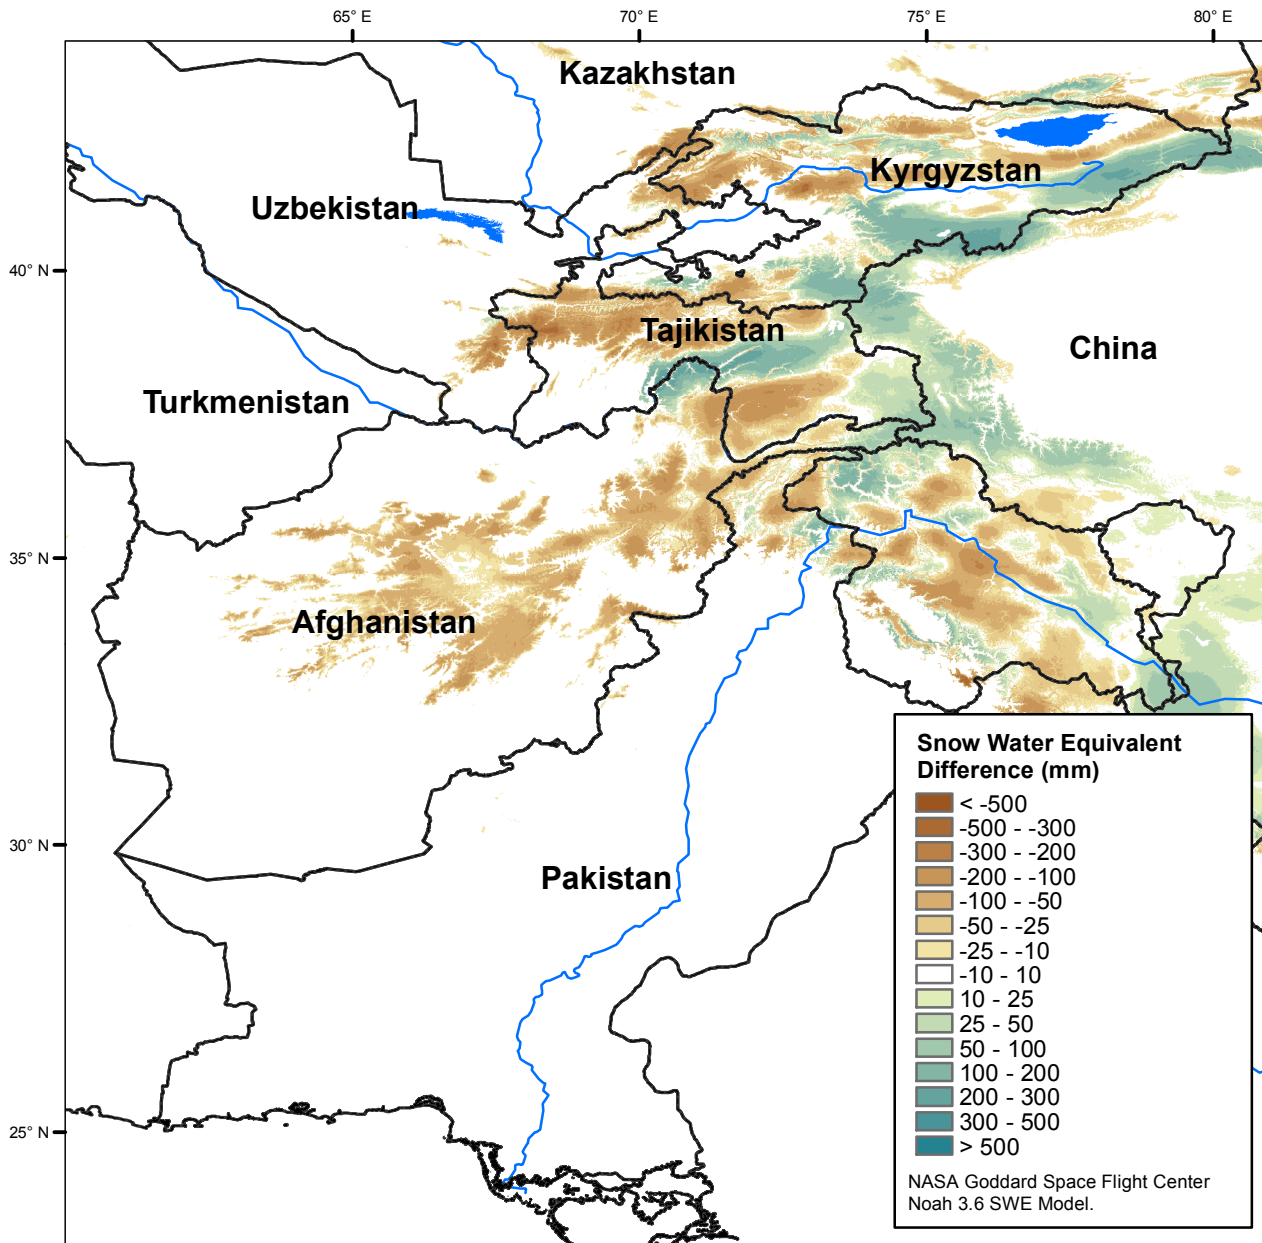 65° E
70° E
75° E
80° E
Kazakhstan
Kyrgyzstan
Uzbekistan
40° N
Tajikistan
China
Turkmenistan
35° N
Afghanistan
30° N
Pakistan
25° N
Snow Water Equivalent
Difference (mm)
< -500
-500 - -300
-300 - -200
-200 - -100
-100 - -50
-50 - -25
-25 - -10
-10 - 10
10 - 25
25 - 50
50 - 100
100 - 200
200 - 300
300 - 500
> 500
NASA Goddard Space Flight Center
Noah 3.6 SWE Model.